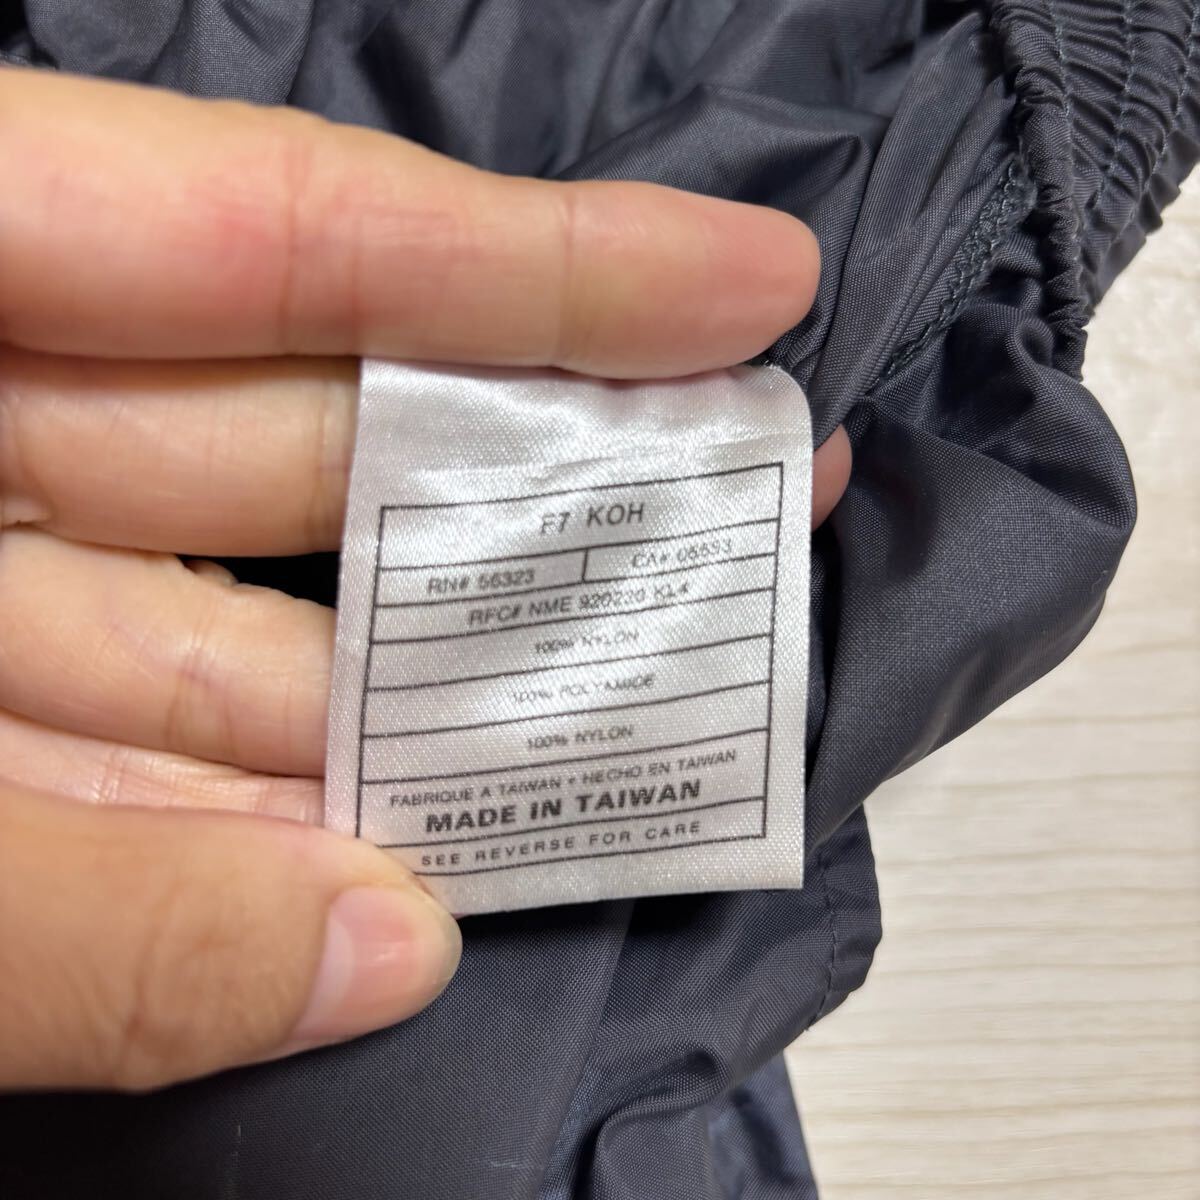 F7 KOH
RN# 56323 CA# 05553
RFC# NME 920220 KL4
100% NYLON
100% POLYAMIDE
100% NYLON
FABRIQUE A TAIWAN • HECHO EN TAIWAN
MADE IN TAIWAN
SEE REVERSE FOR CARE